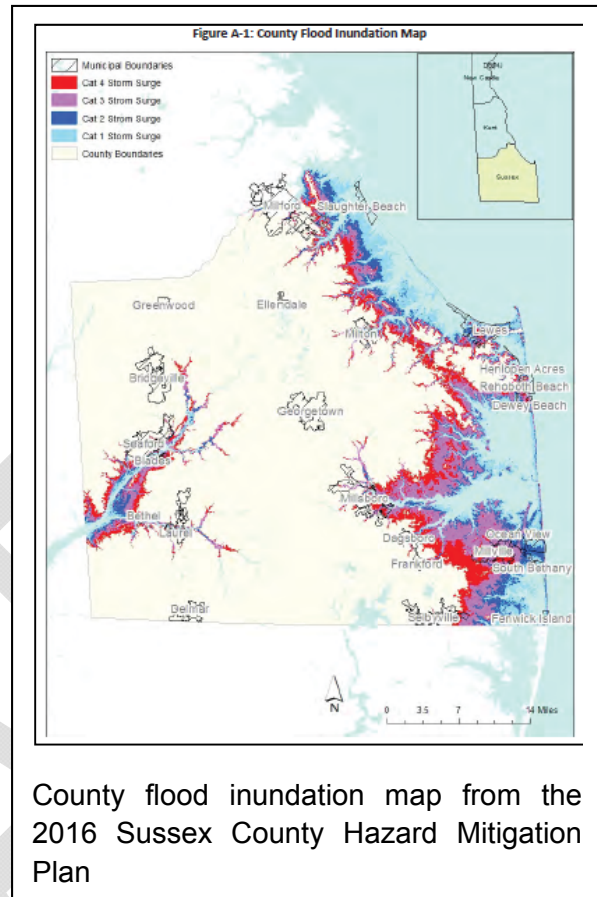 Figure A-1: County Flood Inundation Map
Municipal Boundaries
Cat 4 Storm Surge
Cat 3 Strom Surge
Cat 2 Strom Surge
Cat 1 Strom Surge
County Boundaries
New Castle
Kent
Sussex
Milford
Slaughter Beach
Greenwood
Ellendale
Milton
Lewes
Henlopen Acres
Rehoboth Beach
Dewey Beach
Bridgeville
Georgetown
Seaford
Blades
Millsboro
Bethel
Laurel
Dagsboro
Ocean View
Millville
South Bethany
Frankford
Delmar
Selbyville
Fenwick Island
N
0 3.5 7 14 Miles
County flood inundation map from the
2016 Sussex County Hazard Mitigation
Plan